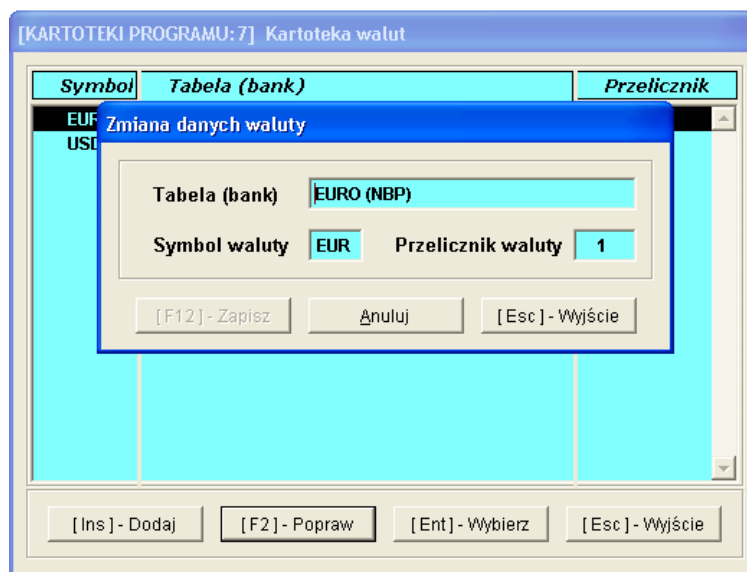 [KARTOTEKI PROGRAMU: 7] Kartoteka walut
Symbol Tabela (bank) Przelicznik
EUR
USD
Zmiana danych waluty
Tabela (bank) EURO (NBP)
Symbol waluty EUR Przelicznik waluty 1
[F12] - Zapisz Anuluj [Esc] - Wyjście
[Ins] - Dodaj [F2] - Popraw [Ent] - Wybierz [Esc] - Wyjście